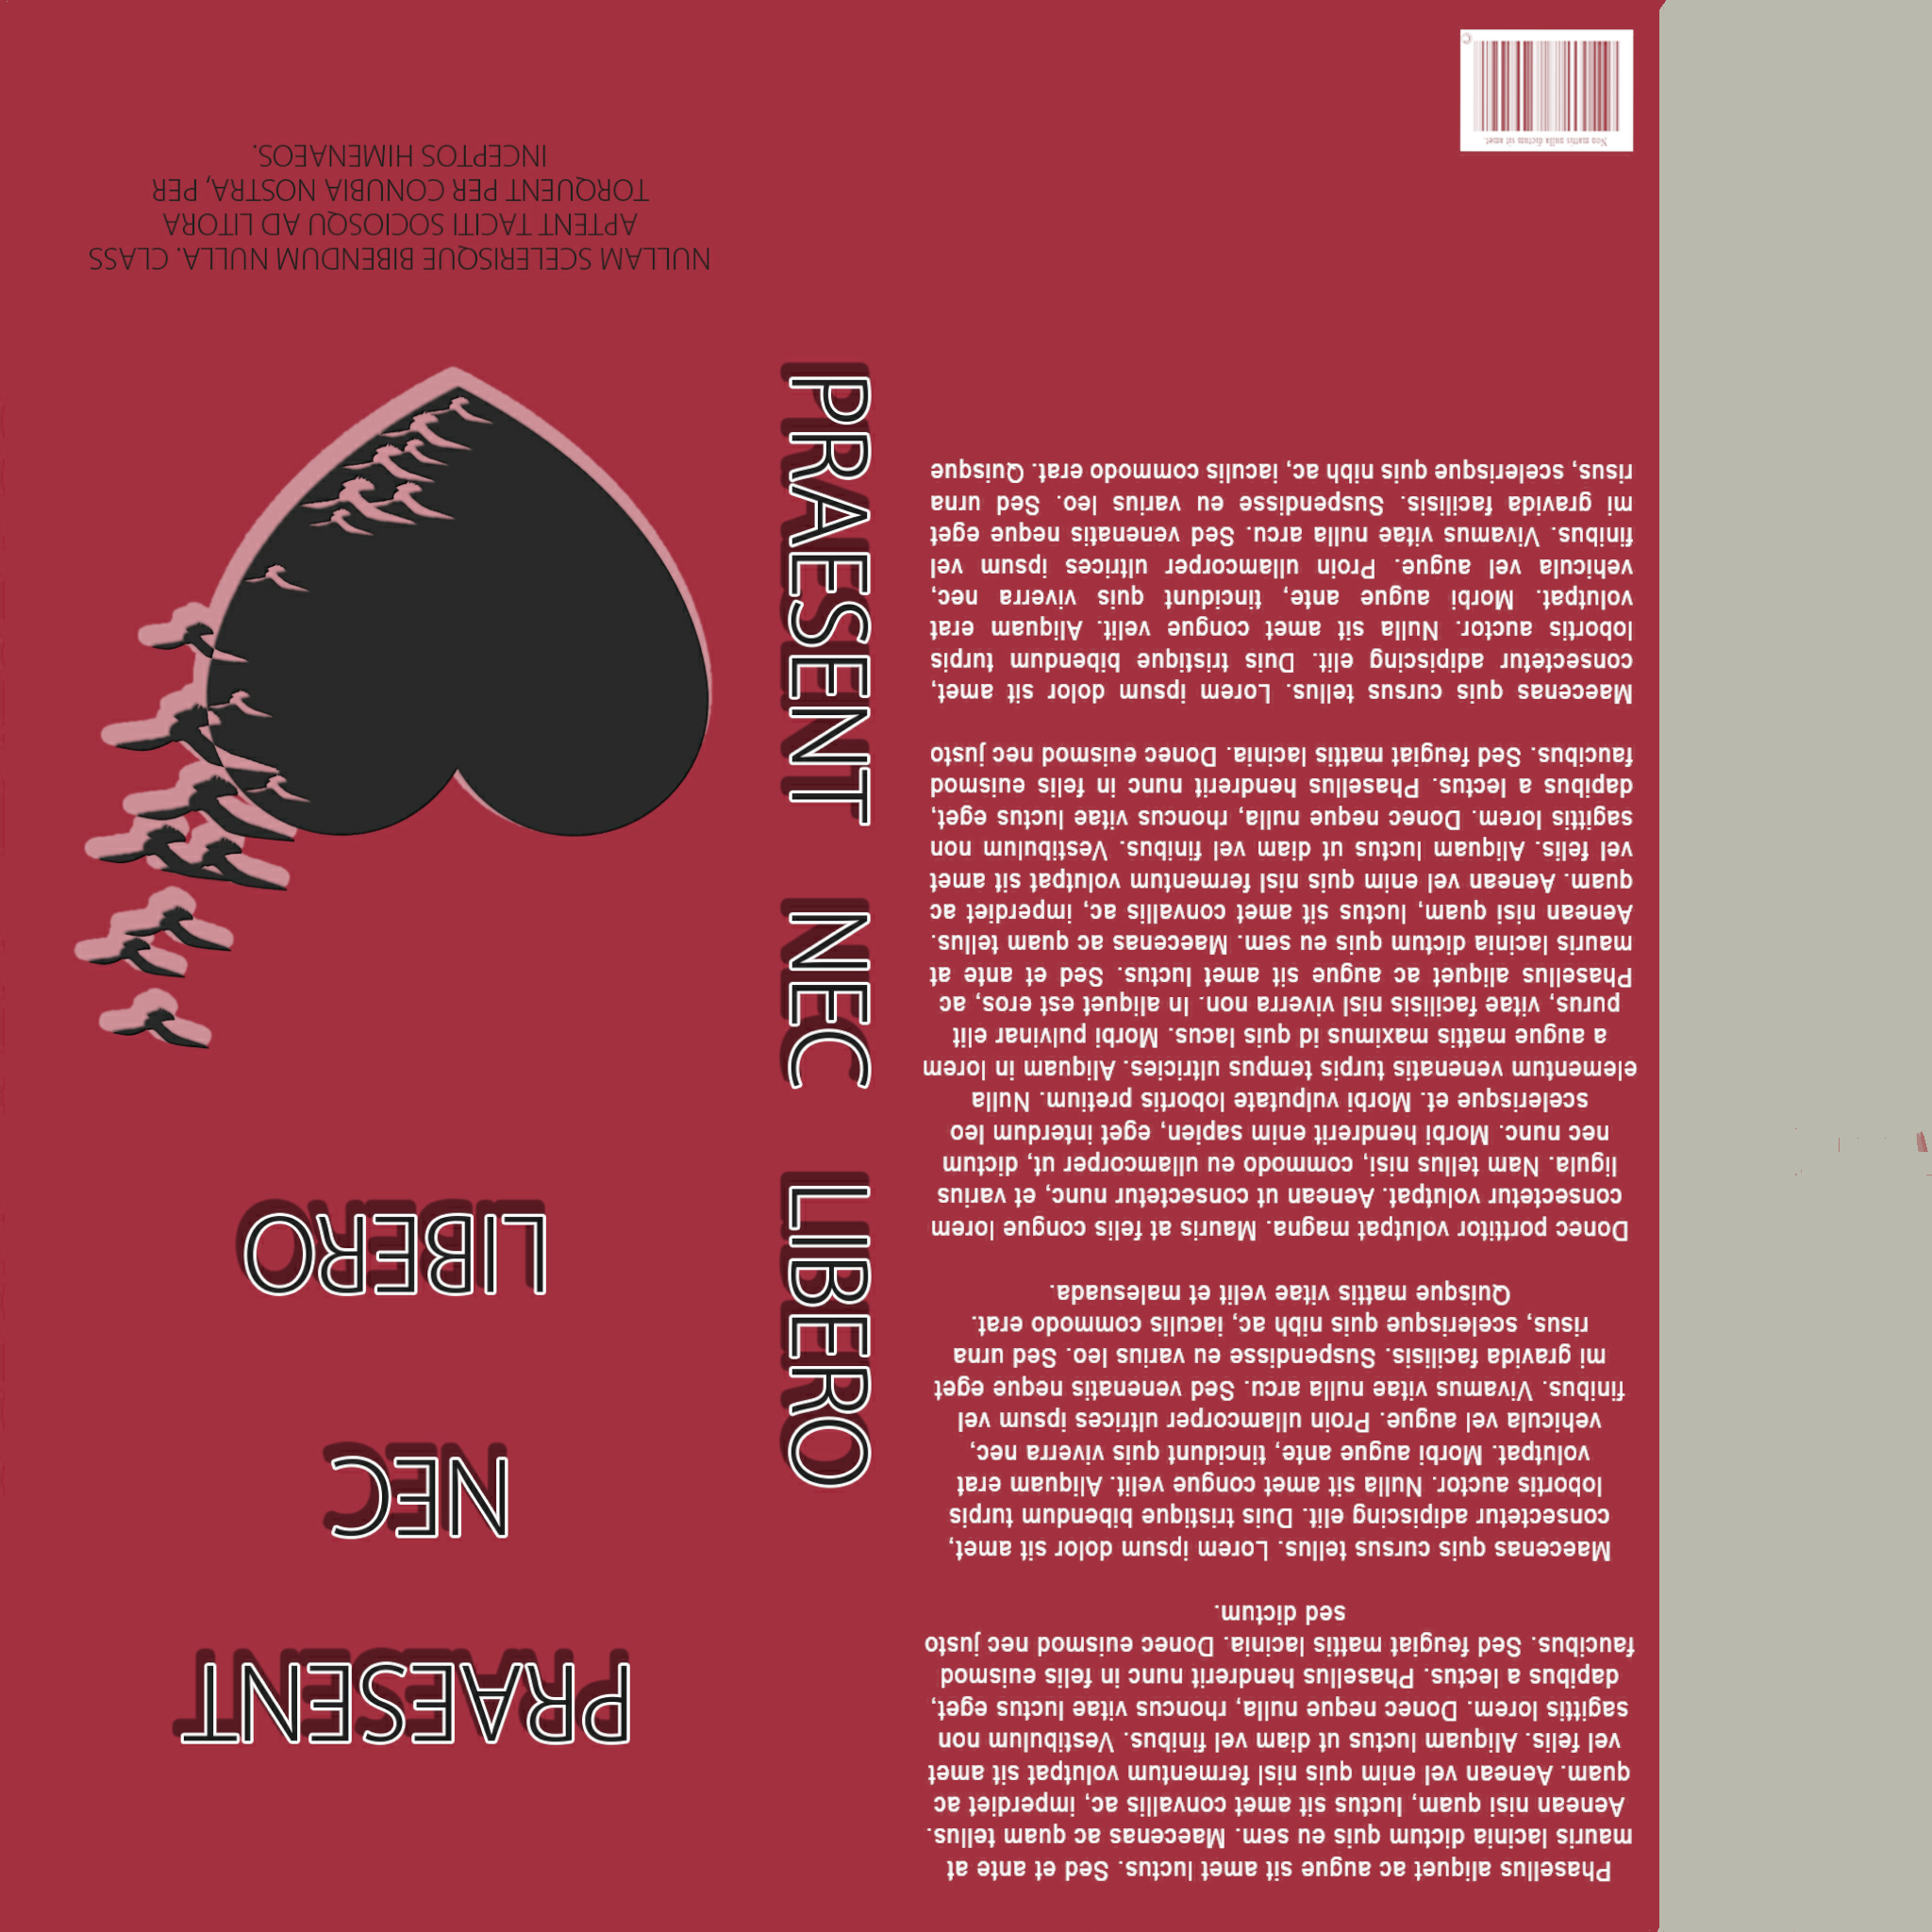 Phasellus aliquet ac augue sit amet luctus. Sed et ante at
mauris lacinia dictum quis eu sem. Maecenas ac quam tellus.
Aenean nisi quam, luctus sit amet convallis ac, imperdiet ac
quam. Aenean vel enim quis nisl fermentum volutpat sit amet
vel felis. Aliquam luctus ut diam vel finibus. Vestibulum non
sagittis lorem. Donec neque nulla, rhoncus vitae luctus eget,
dapibus a lectus. Phasellus hendrerit nunc in felis euismod
faucibus. Sed feugiat mattis lacinia. Donec euismod nec justo
sed dictum.
Maecenas quis cursus tellus. Lorem ipsum dolor sit amet,
consectetur adipiscing elit. Duis tristique bibendum turpis
lobortis auctor. Nulla sit amet congue velit. Aliquam erat
volutpat. Morbi augue ante, tincidunt quis viverra nec,
vehicula vel augue. Proin ullamcorper ultrices ipsum vel
finibus. Vivamus vitae nulla arcu. Sed venenatis neque eget
mi gravida facilisis. Suspendisse eu varius leo. Sed urna
risus, scelerisque quis nibh ac, iaculis commodo erat.
Quisque mattis vitae velit et malesuada.
Donec porttitor volutpat magna. Mauris at felis congue lorem
consectetur volutpat. Aenean ut consectetur nunc, et varius
ligula. Nam tellus nisi, commodo eu ullamcorper ut, dictum
nec nunc. Morbi hendrerit enim sapien, eget interdum leo
scelerisque et. Morbi vulputate lobortis pretium. Nulla
elementum venenatis turpis tempus ultricies. Aliquam in lorem
a augue mattis maximus id quis lacus. Morbi pulvinar elit
purus, vitae facilisis nisl viverra non. In aliquet est eros, ac
Phasellus aliquet ac augue sit amet luctus. Sed et ante at
mauris lacinia dictum quis eu sem. Maecenas ac quam tellus.
Aenean nisi quam, luctus sit amet convallis ac, imperdiet ac
quam. Aenean vel enim quis nisl fermentum volutpat sit amet
vel felis. Aliquam luctus ut diam vel finibus. Vestibulum non
sagittis lorem. Donec neque nulla, rhoncus vitae luctus eget,
dapibus a lectus. Phasellus hendrerit nunc in felis euismod
faucibus. Sed feugiat mattis lacinia. Donec euismod nec justo
Maecenas quis cursus tellus. Lorem ipsum dolor sit amet,
consectetur adipiscing elit. Duis tristique bibendum turpis
lobortis auctor. Nulla sit amet congue velit. Aliquam erat
volutpat. Morbi augue ante, tincidunt quis viverra nec,
vehicula vel augue. Proin ullamcorper ultrices ipsum vel
finibus. Vivamus vitae nulla arcu. Sed venenatis neque eget
mi gravida facilisis. Suspendisse eu varius leo. Sed urna
risus, scelerisque quis nibh ac, iaculis commodo erat. Quisque
Non mattis nulla dictum amet
PRAESENT NEC LIBERO
PRAESENT
NEC
LIBERO
NULLAM SCELERISQUE BIBENDUM NULLA. CLASS
APTENT TACITI SOCIOSQU AD LITORA
TORQUENT PER CONUBIA NOSTRA, PER
INCEPTOS HIMENAEOS.